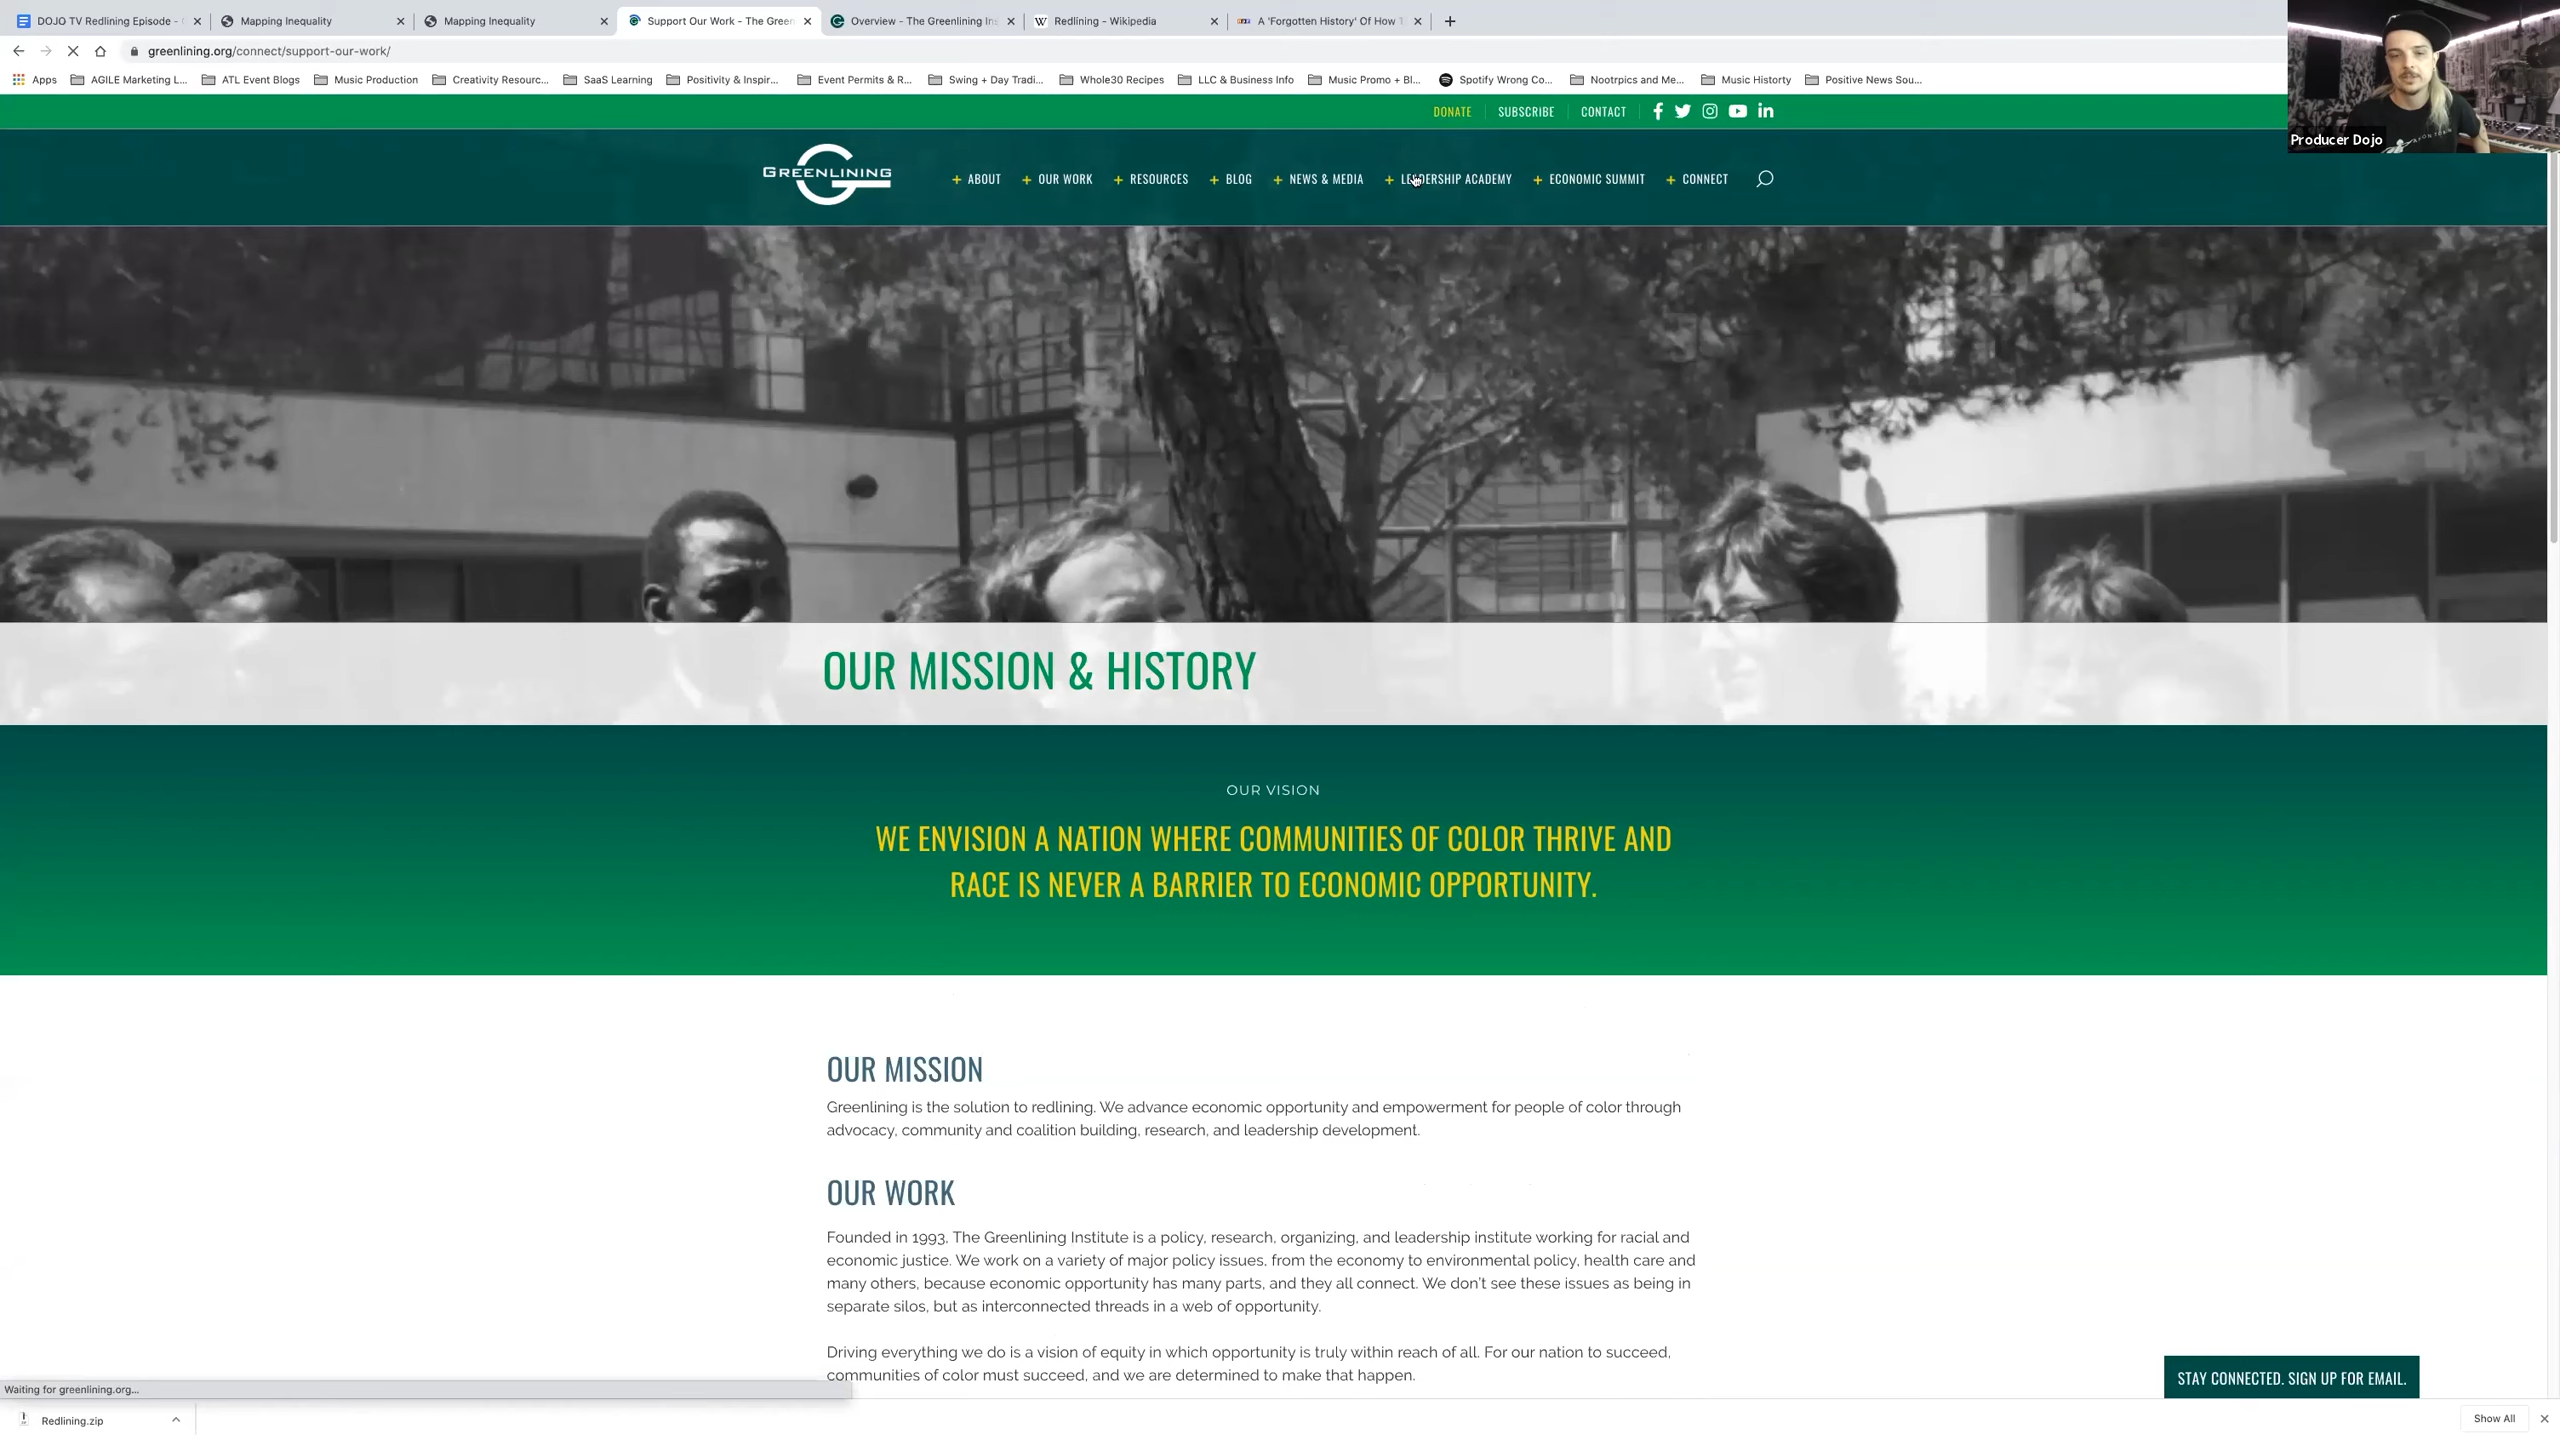 DOJO TV Redlining Episode -
Mapping Inequality
Mapping Inequality
Support Our Work - The Green
Overview - The Greenlining In
Redlining - Wikipedia
A 'Forgotten History' Of How T
greenlining.org/connect/support-our-work/
Apps
AGILE Marketing L...
ATL Event Blogs
Music Production
Creativity Resourc...
SaaS Learning
Positivity & Inspir...
Event Permits & R...
Swing + Day Tradi...
Whole30 Recipes
LLC & Business Info
Music Promo + Bl...
Spotify Wrong Co...
Nootrpics and Me...
Music Historty
Positive News Sou...
Producer Dojo
DONATE
SUBSCRIBE
CONTACT
GREENLINING
+ ABOUT
+ OUR WORK
+ RESOURCES
+ BLOG
+ NEWS & MEDIA
+ LEADERSHIP ACADEMY
+ ECONOMIC SUMMIT
+ CONNECT
OUR MISSION & HISTORY
OUR VISION
WE ENVISION A NATION WHERE COMMUNITIES OF COLOR THRIVE AND
RACE IS NEVER A BARRIER TO ECONOMIC OPPORTUNITY.
OUR MISSION
Greenlining is the solution to redlining. We advance economic opportunity and empowerment for people of color through
advocacy, community and coalition building, research, and leadership development.
OUR WORK
Founded in 1993, The Greenlining Institute is a policy, research, organizing, and leadership institute working for racial and
economic justice. We work on a variety of major policy issues, from the economy to environmental policy, health care and
many others, because economic opportunity has many parts, and they all connect. We don't see these issues as being in
separate silos, but as interconnected threads in a web of opportunity.
Driving everything we do is a vision of equity in which opportunity is truly within reach of all. For our nation to succeed,
communities of color must succeed, and we are determined to make that happen.
STAY CONNECTED. SIGN UP FOR EMAIL.
Waiting for greenlining.org...
Redlining.zip
Show All